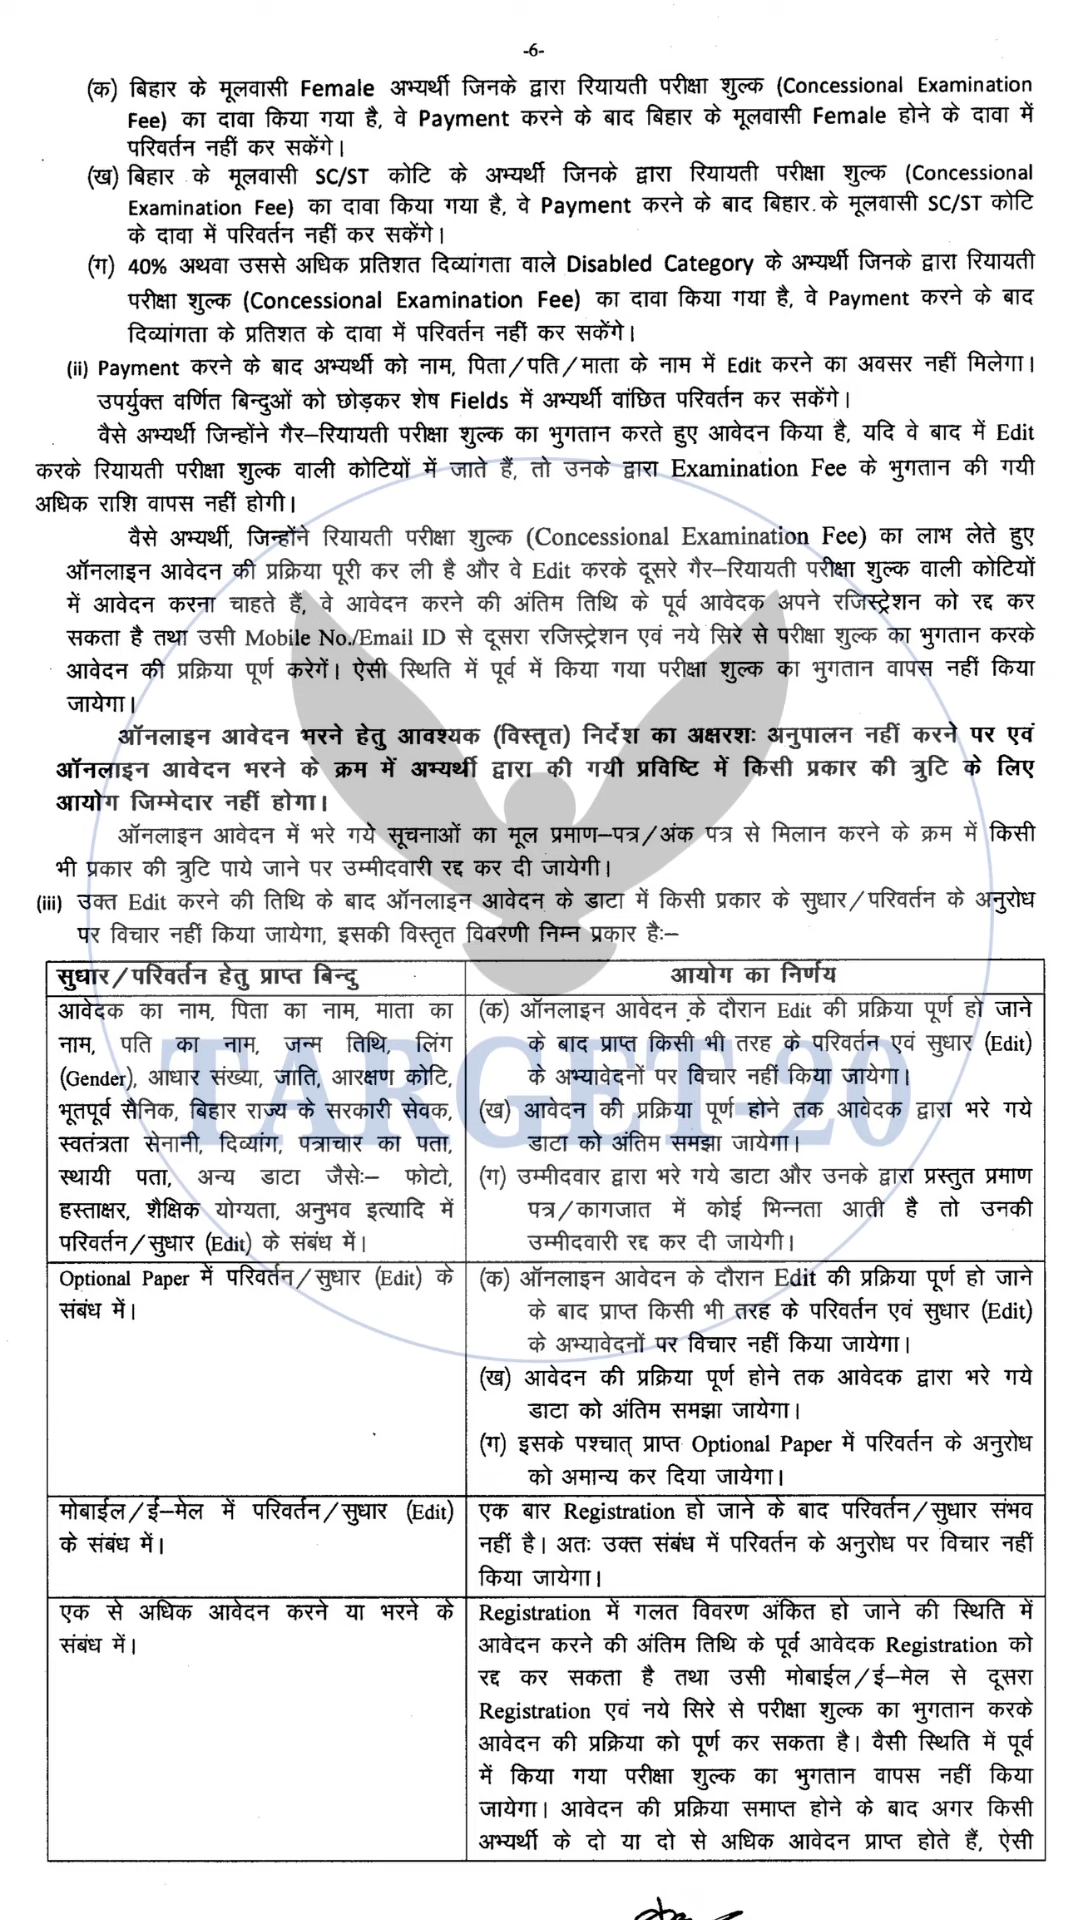 -6-
(क) बिहार के मूलवासी Female अभ्यर्थी जिनके द्वारा रियायती परीक्षा शुल्क (Concessional Examination
Fee) का दावा किया गया है, वे Payment करने के बाद बिहार के मूलवासी Female होने के दावा में
परिवर्तन नहीं कर सकेंगे।
(ख) बिहार के मूलवासी SC/ST कोटि के अभ्यर्थी जिनके द्वारा रियायती परीक्षा शुल्क (Concessional
Examination Fee) का दावा किया गया है, वे Payment करने के बाद बिहार के मूलवासी SC/ST कोटि
के दावा में परिवर्तन नहीं कर सकेंगे।
(ग) 40% अथवा उससे अधिक प्रतिशत दिव्यांगता वाले Disabled Category के अभ्यर्थी जिनके द्वारा रियायती
परीक्षा शुल्क (Concessional Examination Fee) का दावा किया गया है, वे Payment करने के बाद
दिव्यांगता के प्रतिशत के दावा में परिवर्तन नहीं कर सकेंगे।
(ii) Payment करने के बाद अभ्यर्थी को नाम, पिता/पति/माता के नाम में Edit करने का अवसर नहीं मिलेगा।
उपर्युक्त वर्णित बिन्दुओं को छोड़कर शेष Fields में अभ्यर्थी वांछित परिवर्तन कर सकेंगे।
वैसे अभ्यर्थी जिन्होंने गैर–रियायती परीक्षा शुल्क का भुगतान करते हुए आवेदन किया है, यदि वे बाद में Edit
करके रियायती परीक्षा शुल्क वाली कोटियों में जाते हैं, तो उनके द्वारा Examination Fee के भुगतान की गयी
अधिक राशि वापस नहीं होगी।
वैसे अभ्यर्थी, जिन्होंने रियायती परीक्षा शुल्क (Concessional Examination Fee) का लाभ लेते हुए
ऑनलाइन आवेदन की प्रक्रिया पूरी कर ली है और वे Edit करके दूसरे गैर–रियायती परीक्षा शुल्क वाली कोटियों
में आवेदन करना चाहते हैं, वे आवेदन करने की अंतिम तिथि के पूर्व आवेदक अपने रजिस्ट्रेशन को रद्द कर
सकता है तथा उसी Mobile No./Email ID से दूसरा रजिस्ट्रेशन एवं नये सिरे से परीक्षा शुल्क का भुगतान करके
आवेदन की प्रक्रिया पूर्ण करेगें। ऐसी स्थिति में पूर्व में किया गया परीक्षा शुल्क का भुगतान वापस नहीं किया
जायेगा।
ऑनलाइन आवेदन भरने हेतु आवश्यक (विस्तृत) निर्देश का अक्षरशः अनुपालन नहीं करने पर एवं
ऑनलाइन आवेदन भरने के क्रम में अभ्यर्थी द्वारा की गयी प्रविष्टि में किसी प्रकार की त्रुटि के लिए
आयोग जिम्मेदार नहीं होगा।
ऑनलाइन आवेदन में भरे गये सूचनाओं का मूल प्रमाण–पत्र/अंक पत्र से मिलान करने के क्रम में किसी
भी प्रकार की त्रुटि पाये जाने पर उम्मीदवारी रद्द कर दी जायेगी।
(iii) उक्त Edit करने की तिथि के बाद ऑनलाइन आवेदन के डाटा में किसी प्रकार के सुधार/परिवर्तन के अनुरोध
पर विचार नहीं किया जायेगा, इसकी विस्तृत विवरणी निम्न प्रकार है:–
सुधार/परिवर्तन हेतु प्राप्त बिन्दु
आयोग का निर्णय
आवेदक का नाम, पिता का नाम, माता का
नाम, पति का नाम, जन्म तिथि, लिंग
(Gender), आधार संख्या, जाति, आरक्षण कोटि,
भूतपूर्व सैनिक, बिहार राज्य के सरकारी सेवक,
स्वतंत्रता सेनानी, दिव्यांग, पत्राचार का पता,
स्थायी पता, अन्य डाटा जैसेः– फोटो,
हस्ताक्षर, शैक्षिक योग्यता, अनुभव इत्यादि में
परिवर्तन/सुधार (Edit) के संबंध में।
(क) ऑनलाइन आवेदन के दौरान Edit की प्रक्रिया पूर्ण हो जाने
के बाद प्राप्त किसी भी तरह के परिवर्तन एवं सुधार (Edit)
के अभ्यावेदनों पर विचार नहीं किया जायेगा।
(ख) आवेदन की प्रक्रिया पूर्ण होने तक आवेदक द्वारा भरे गये
डाटा को अंतिम समझा जायेगा।
(ग) उम्मीदवार द्वारा भरे गये डाटा और उनके द्वारा प्रस्तुत प्रमाण
पत्र/कागजात में कोई भिन्नता आती है तो उनकी
उम्मीदवारी रद्द कर दी जायेगी।
TARGET-20
Optional Paper में परिवर्तन/सुधार (Edit) के
संबंध में।
(क) ऑनलाइन आवेदन के दौरान Edit की प्रक्रिया पूर्ण हो जाने
के बाद प्राप्त किसी भी तरह के परिवर्तन एवं सुधार (Edit)
के अभ्यावेदनों पर विचार नहीं किया जायेगा।
(ख) आवेदन की प्रक्रिया पूर्ण होने तक आवेदक द्वारा भरे गये
डाटा को अंतिम समझा जायेगा।
(ग) इसके पश्चात् प्राप्त Optional Paper में परिवर्तन के अनुरोध
को अमान्य कर दिया जायेगा।
मोबाईल/ई–मेल में परिवर्तन/सुधार (Edit)
के संबंध में।
एक बार Registration हो जाने के बाद परिवर्तन/सुधार संभव
नहीं है। अतः उक्त संबंध में परिवर्तन के अनुरोध पर विचार नहीं
किया जायेगा।
एक से अधिक आवेदन करने या भरने के
संबंध में।
Registration में गलत विवरण अंकित हो जाने की स्थिति में
आवेदन करने की अंतिम तिथि के पूर्व आवेदक Registration को
रद्द कर सकता है तथा उसी मोबाईल/ई–मेल से दूसरा
Registration एवं नये सिरे से परीक्षा शुल्क का भुगतान करके
आवेदन की प्रक्रिया को पूर्ण कर सकता है। वैसी स्थिति में पूर्व
में किया गया परीक्षा शुल्क का भुगतान वापस नहीं किया
जायेगा। आवेदन की प्रक्रिया समाप्त होने के बाद अगर किसी
अभ्यर्थी के दो या दो से अधिक आवेदन प्राप्त होते हैं, ऐसी